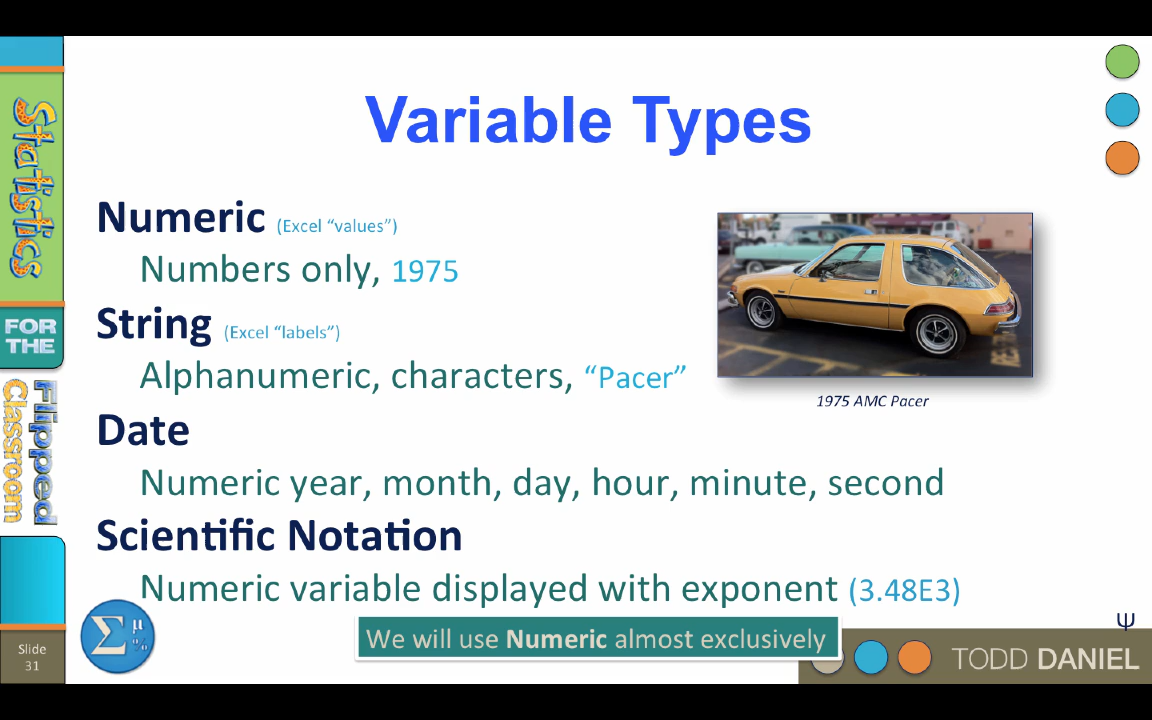 Variable Types
Numeric (Excel “values”)
Numbers only, 1975
String (Excel “labels”)
Alphanumeric, characters, “Pacer”
1975 AMC Pacer
Date
Numeric year, month, day, hour, minute, second
Scientific Notation
Numeric variable displayed with exponent (3.48E3)
We will use Numeric almost exclusively
Statistics
FOR
THE
Flipped
Classroom
Slide
31
Σ μ
%
Ψ
TODD DANIEL